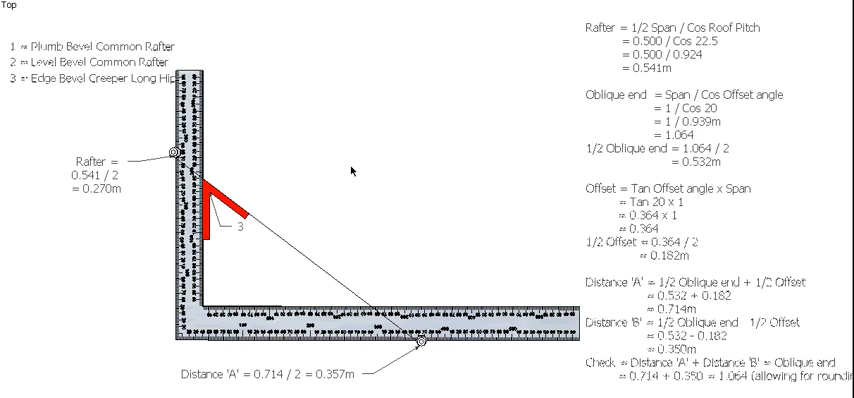 Top
1 = Plumb Bevel Common Rafter
2 = Level Bevel Common Rafter
3 = Edge Bevel Creeper Long Hip
Rafter =
0.541 / 2
= 0.270m
3
Distance 'A' = 0.714 / 2 = 0.357m
Rafter = 1/2 Span / Cos Roof Pitch
= 0.500 / Cos 22.5
= 0.500 / 0.924
= 0.541m
Oblique end = Span / Cos Offset angle
= 1 / Cos 20
= 1 / 0.939m
= 1.064
1/2 Oblique end = 1.064 / 2
= 0.532m
Offset = Tan Offset angle x Span
= Tan 20 x 1
= 0.364 x 1
= 0.364
1/2 Offset = 0.364 / 2
= 0.182m
Distance 'A' = 1/2 Oblique end + 1/2 Offset
= 0.532 + 0.182
= 0.714m
Distance 'B' = 1/2 Oblique end 1/2 Offset
= 0.532 - 0.182
= 0.350m
Check = Distance 'A' + Distance 'B' = Oblique end
= 0.714 + 0.350 = 1.064 (allowing for roundin